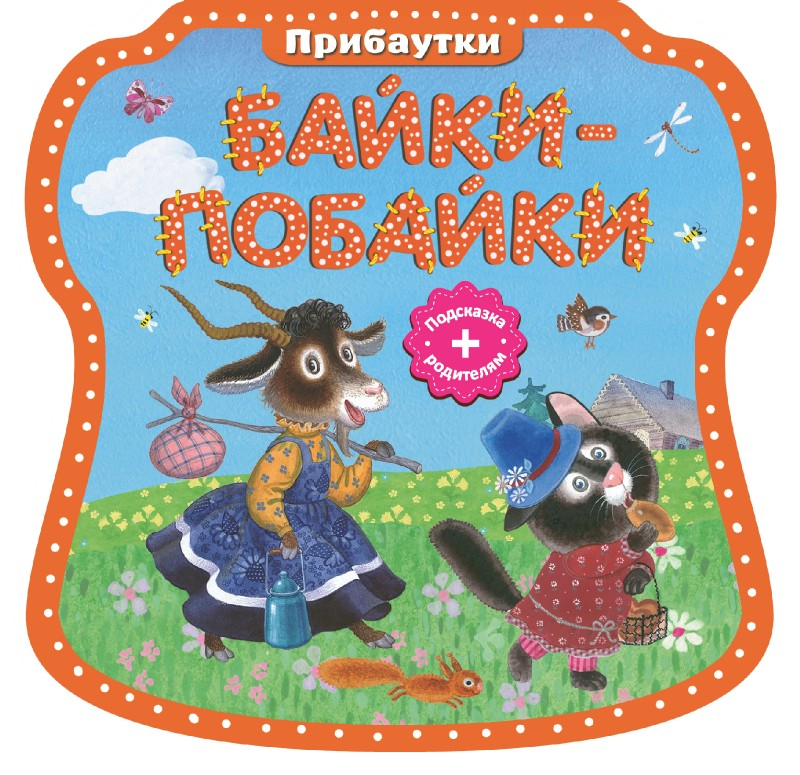 Прибаутки
БАЙКИ-
ПОБАЙКИ
Подсказка
+
родителям